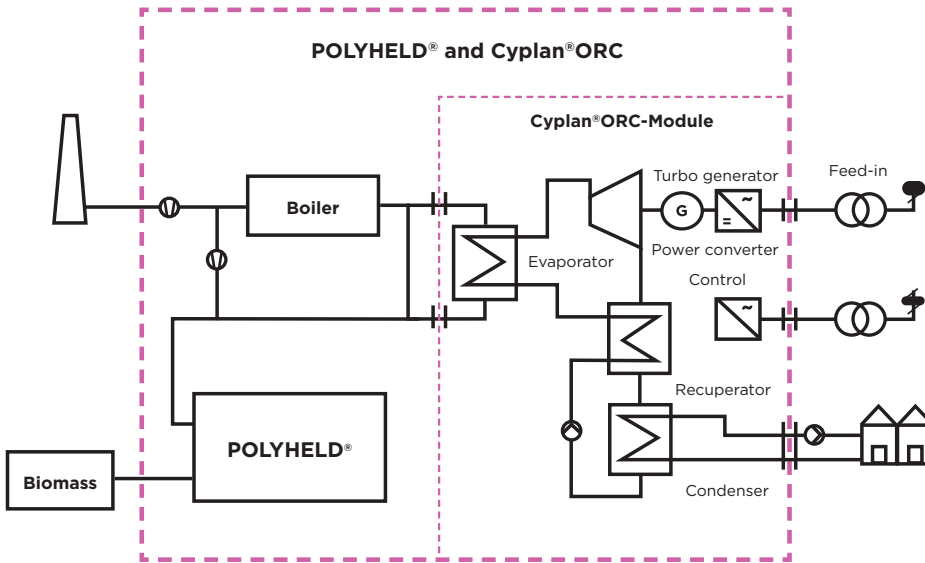 POLYHELD® and Cyplan®ORC
Cyplan®ORC-Module
Turbo generator
Feed-in
Boiler
G
~
=
Evaporator
Power converter
Control
~
Recuperator
POLYHELD®
Biomass
Condenser